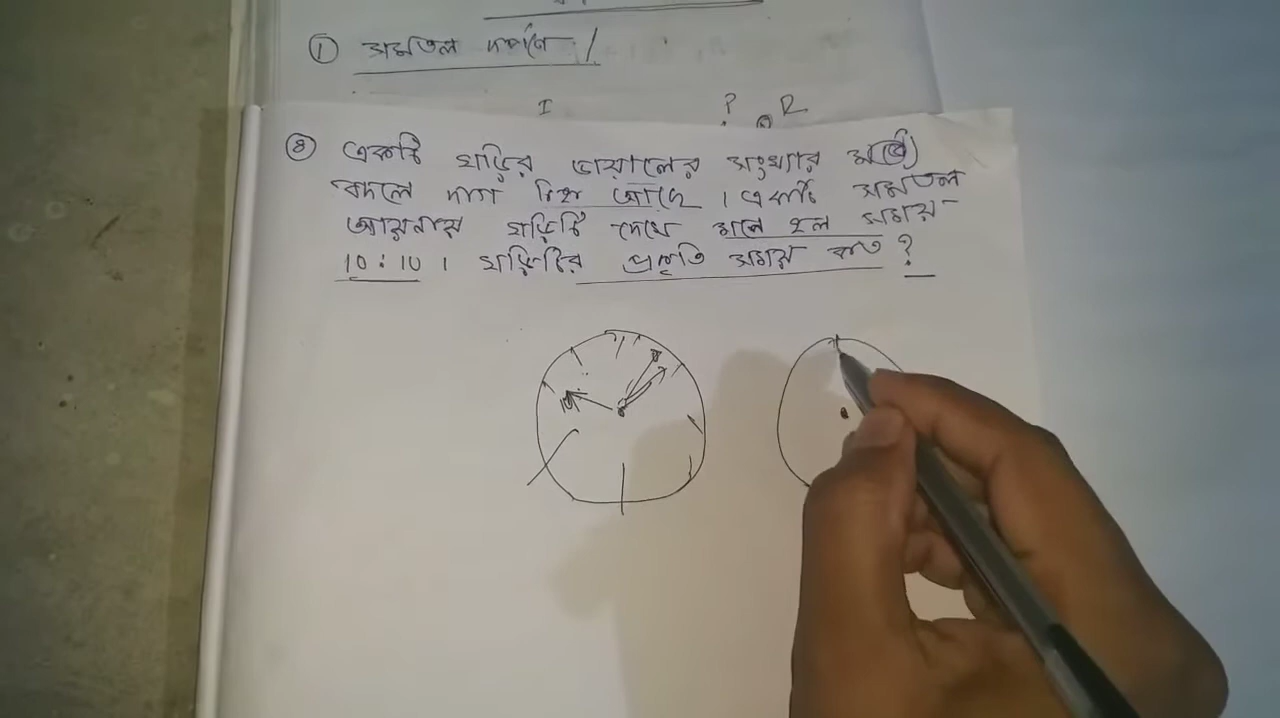 ① সমতল দর্পণে /
I ? R
④ একটি ঘড়ির ডায়ালের সংখ্যার
বদলে দাগ চিহ্ন আছে । একটি সমতল
আয়নায় ঘড়িটি দেখে মনে হল সময়
10:10 । ঘড়িটির প্রকৃতি সময় কত ?